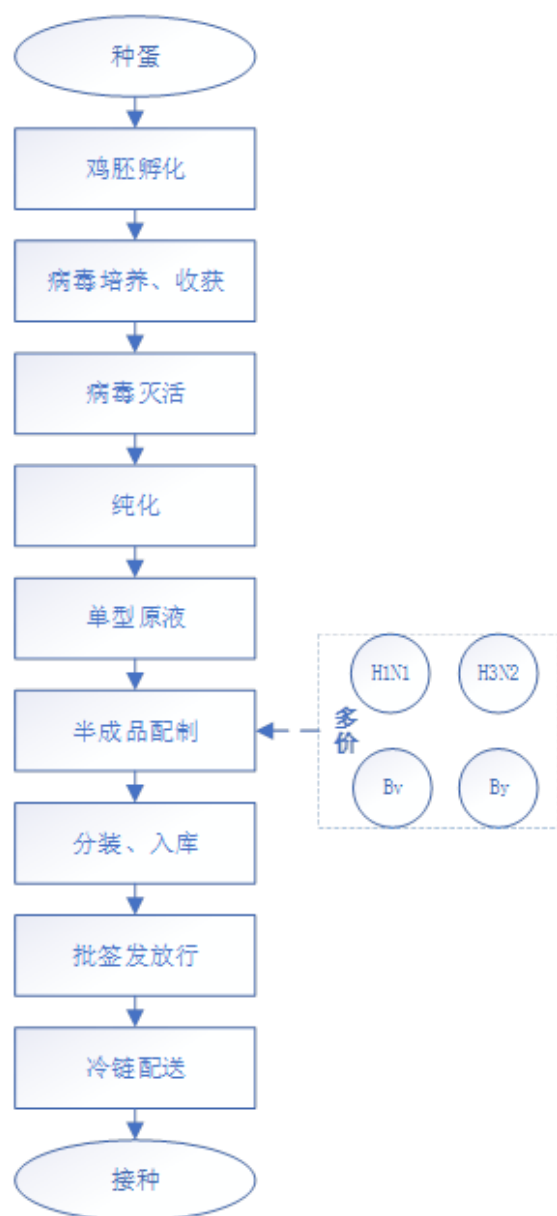 种蛋
鸡胚孵化
病毒培养、收获
病毒灭活
纯化
单型原液
半成品配制
多价
H1N1
H3N2
Bv
By
分装、入库
批签发放行
冷链配送
接种